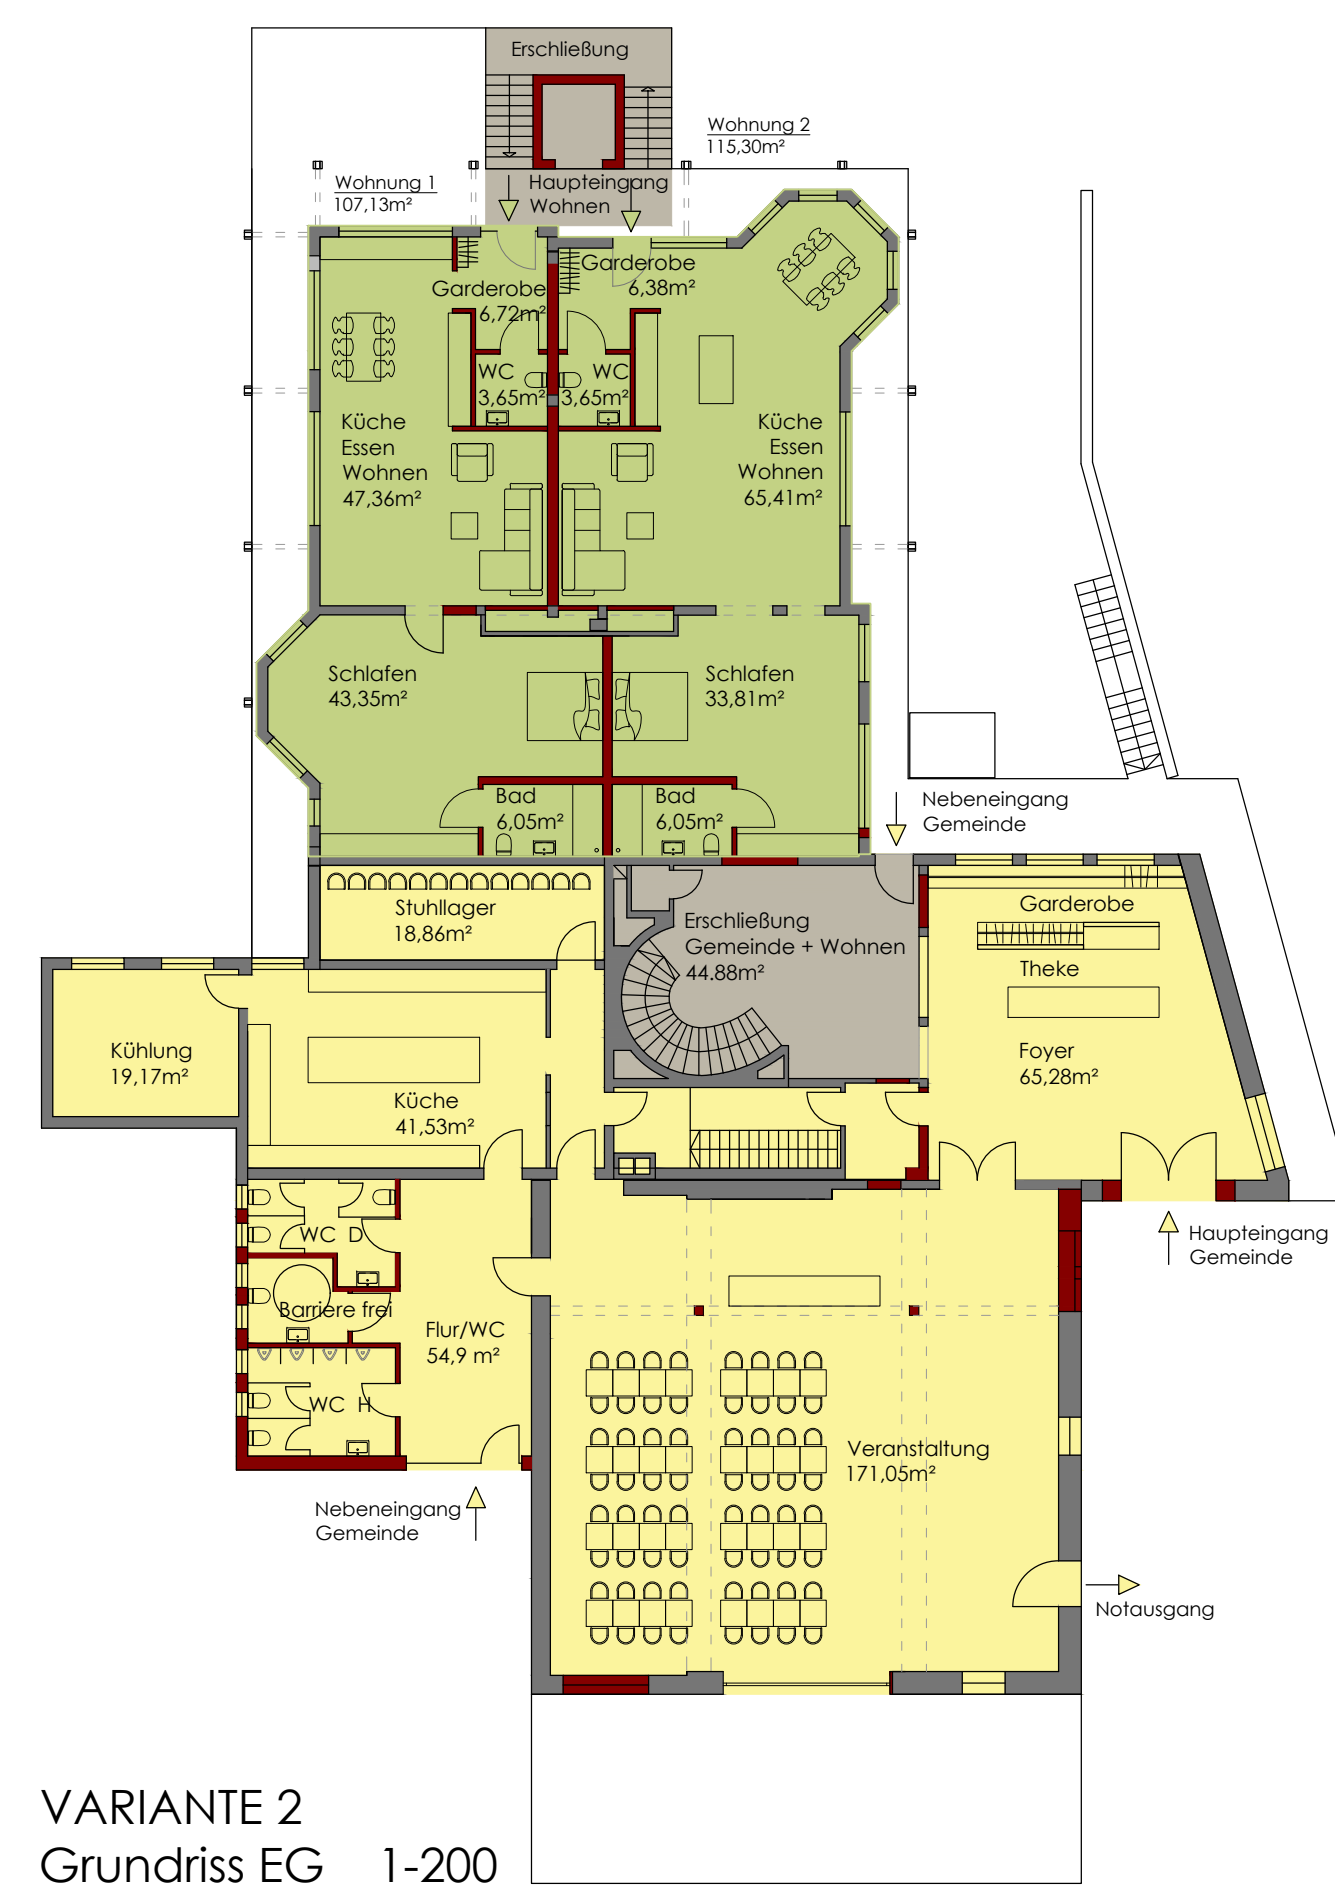 Erschließung
Wohnung 2
115,30m²
Wohnung 1
107,13m²
Haupteingang
Wohnen
Garderobe
6,72m²
Garderobe
6,38m²
WC
3,65m²
WC
3,65m²
Küche
Essen
Wohnen
47,36m²
Küche
Essen
Wohnen
65,41m²
Schlafen
43,35m²
Schlafen
33,81m²
Bad
6,05m²
Bad
6,05m²
Nebeneingang
Gemeinde
Stuhllager
18,86m²
Erschließung
Gemeinde + Wohnen
44.88m²
Garderobe
Theke
Foyer
65,28m²
Kühlung
19,17m²
Küche
41,53m²
WC D
Barriere frei
WC H
Flur/WC
54,9 m²
Haupteingang
Gemeinde
Veranstaltung
171,05m²
Nebeneingang
Gemeinde
Notausgang
VARIANTE 2
Grundriss EG 1-200